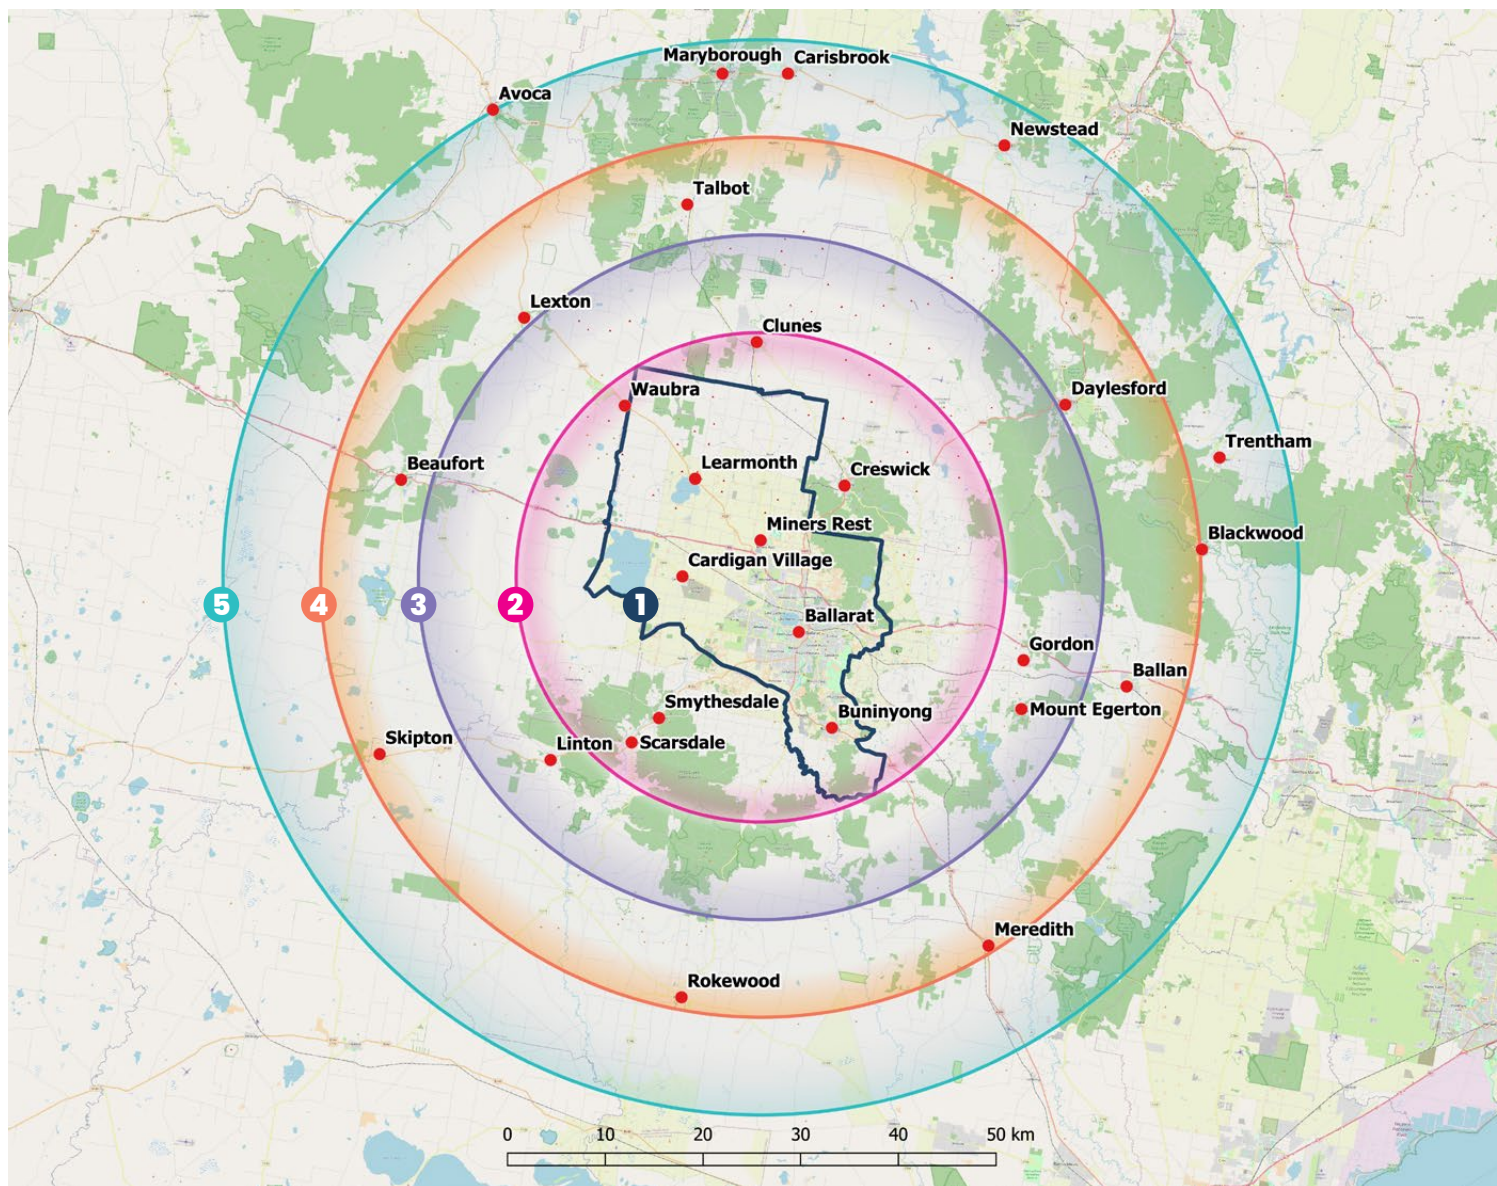 Maryborough
Carisbrook
Avoca
Newstead
Talbot
Lexton
Clunes
Waubra
Daylesford
Trentham
Beaufort
Learmonth
Creswick
Miners Rest
Blackwood
Cardigan Village
5
4
3
2
1
Ballarat
Gordon
Ballan
Smythesdale
Buninyong
Mount Egerton
Skipton
Linton
Scarsdale
Meredith
Rokewood
0 10 20 30 40 50 km